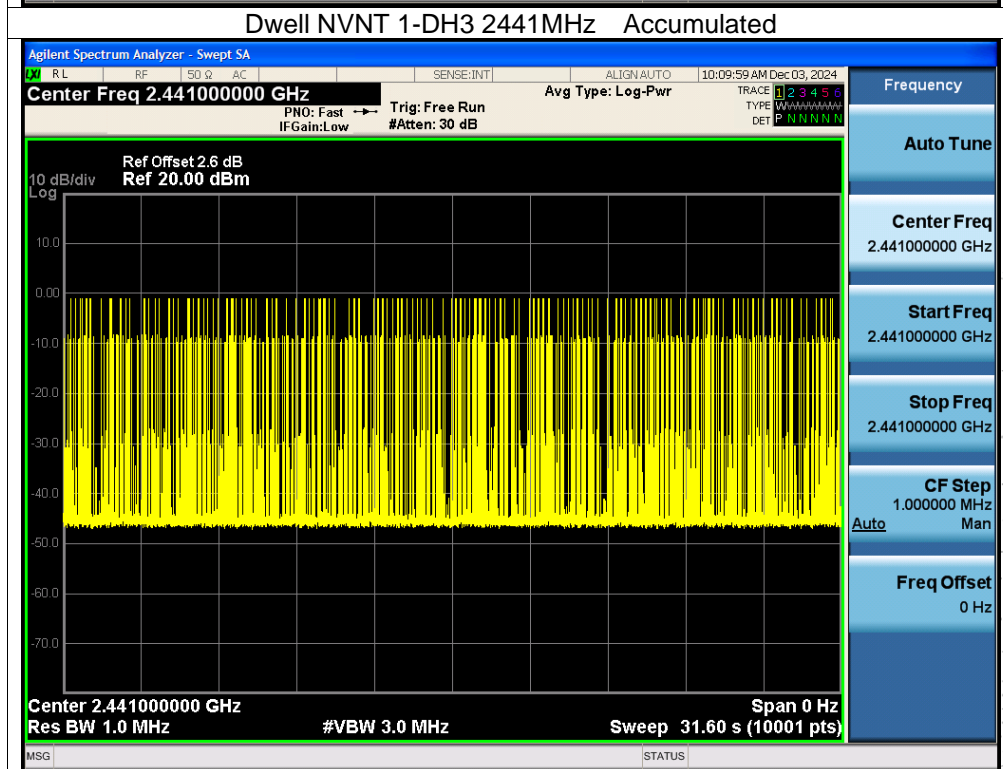 Dwell NVNT 1-DH3 2441MHz Accumulated
Agilent Spectrum Analyzer - Swept SA
LXI RL RF 50 Ω AC SENSE:INT ALIGN AUTO 10:09:59 AM Dec 03, 2024
Center Freq 2.441000000 GHz
PNO: Fast
IFGain:Low
Trig: Free Run
#Atten: 30 dB
Avg Type: Log-Pwr
TRACE 1 2 3 4 5 6
TYPE
DET P N N N N N
Ref Offset 2.6 dB
10 dB/div Ref 20.00 dBm
Log
10.0
0.00
-10.0
-20.0
-30.0
-40.0
-50.0
-60.0
-70.0
Center 2.441000000 GHz Span 0 Hz
Res BW 1.0 MHz #VBW 3.0 MHz Sweep 31.60 s (10001 pts)
MSG STATUS
Frequency
Auto Tune
Center Freq
2.441000000 GHz
Start Freq
2.441000000 GHz
Stop Freq
2.441000000 GHz
CF Step
1.000000 MHz
Auto Man
Freq Offset
0 Hz